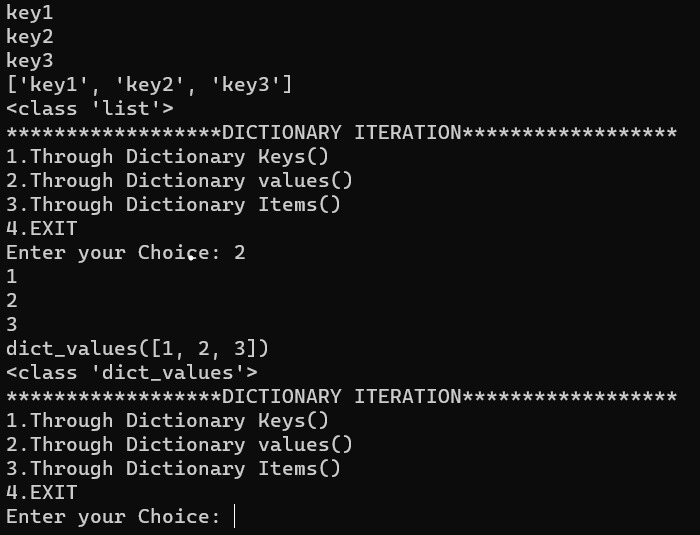 key1
key2
key3
['key1', 'key2', 'key3']
<class 'list'>
******************DICTIONARY ITERATION******************
1.Through Dictionary Keys()
2.Through Dictionary values()
3.Through Dictionary Items()
4.EXIT
Enter your Choice: 2
1
2
3
dict_values([1, 2, 3])
<class 'dict_values'>
******************DICTIONARY ITERATION******************
1.Through Dictionary Keys()
2.Through Dictionary values()
3.Through Dictionary Items()
4.EXIT
Enter your Choice: